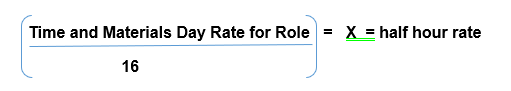 Time and Materials Day Rate for Role = X = half hour rate
16